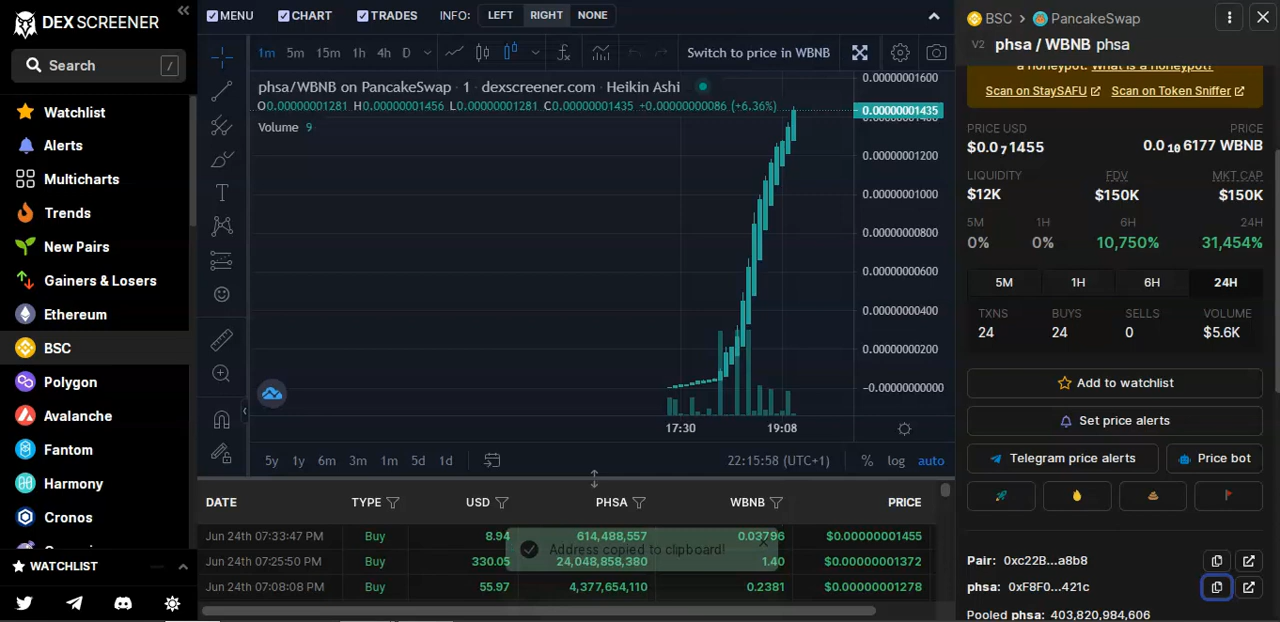 DEX SCREENER
Search /
Watchlist
Alerts
Multicharts
Trends
New Pairs
Gainers & Losers
Ethereum
BSC
Polygon
Avalanche
Fantom
Harmony
Cronos
WATCHLIST
MENU CHART TRADES INFO: LEFT RIGHT NONE
1m 5m 15m 1h 4h D Switch to price in WBNB
phsa/WBNB on PancakeSwap · 1 · dexscreener.com · Heikin Ashi
O0.00000001281 H0.00000001456 L0.00000001281 C0.00000001435 +0.00000000086 (+6.36%)
Volume 9
0.00000001600
0.00000001435
0.00000001400
0.00000001200
0.00000001000
0.00000000800
0.00000000600
0.00000000400
0.00000000200
−0.00000000000
17:30 19:08
5y 1y 6m 3m 1m 5d 1d 22:15:58 (UTC+1) % log auto
DATE TYPE USD PHSA WBNB PRICE
Jun 24th 07:33:47 PM Buy 8.94 614,488,557 0.03796 $0.00000001455
Address copied to clipboard!
Jun 24th 07:25:50 PM Buy 330.05 24,048,858,380 1.40 $0.00000001372
Jun 24th 07:08:08 PM Buy 55.97 4,377,654,110 0.2381 $0.00000001278
BSC > PancakeSwap
V2 phsa / WBNB phsa
a honeypot. What is a honeypot?
Scan on StaySAFU Scan on Token Sniffer
PRICE USD PRICE
$0.0₇1455 0.0₁₀6177 WBNB
LIQUIDITY FDV MKT CAP
$12K $150K $150K
5M 1H 6H 24H
0% 0% 10,750% 31,454%
5M 1H 6H 24H
TXNS BUYS SELLS VOLUME
24 24 0 $5.6K
Add to watchlist
Set price alerts
Telegram price alerts Price bot
Pair: 0xc22B...a8b8
phsa: 0xF8F0...421c
Pooled phsa: 403,820,984,606